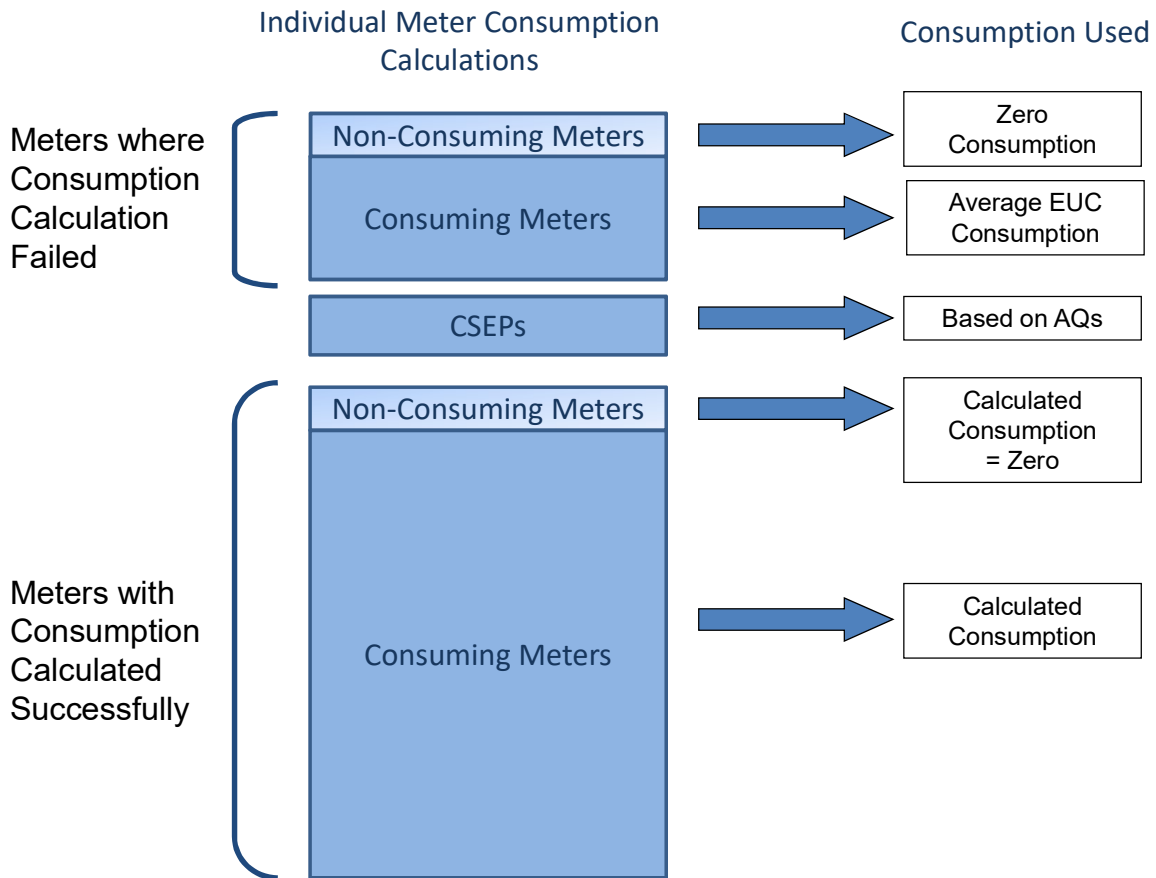 Individual Meter Consumption
Calculations
Consumption Used
Meters where
Consumption
Calculation
Failed
Non-Consuming Meters
Zero
Consumption
Consuming Meters
Average EUC
Consumption
CSEPs
Based on AQs
Meters with
Consumption
Calculated
Successfully
Non-Consuming Meters
Calculated
Consumption
= Zero
Consuming Meters
Calculated
Consumption